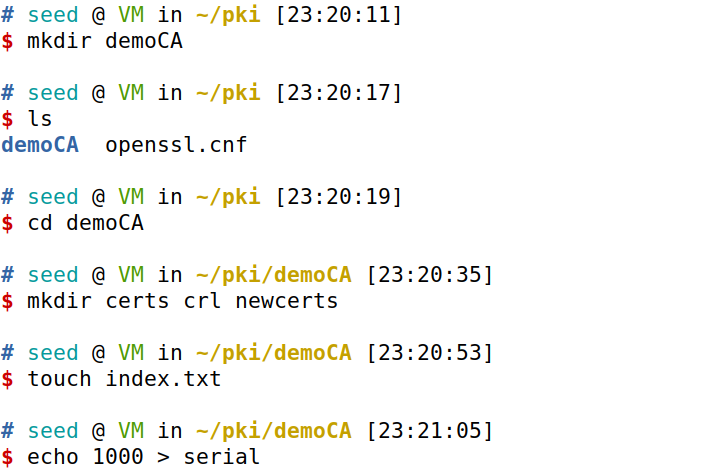 # seed @ VM in ~/pki [23:20:11]
$ mkdir demoCA
# seed @ VM in ~/pki [23:20:17]
$ ls
demoCA  openssl.cnf
# seed @ VM in ~/pki [23:20:19]
$ cd demoCA
# seed @ VM in ~/pki/demoCA [23:20:35]
$ mkdir certs crl newcerts
# seed @ VM in ~/pki/demoCA [23:20:53]
$ touch index.txt
# seed @ VM in ~/pki/demoCA [23:21:05]
$ echo 1000 > serial